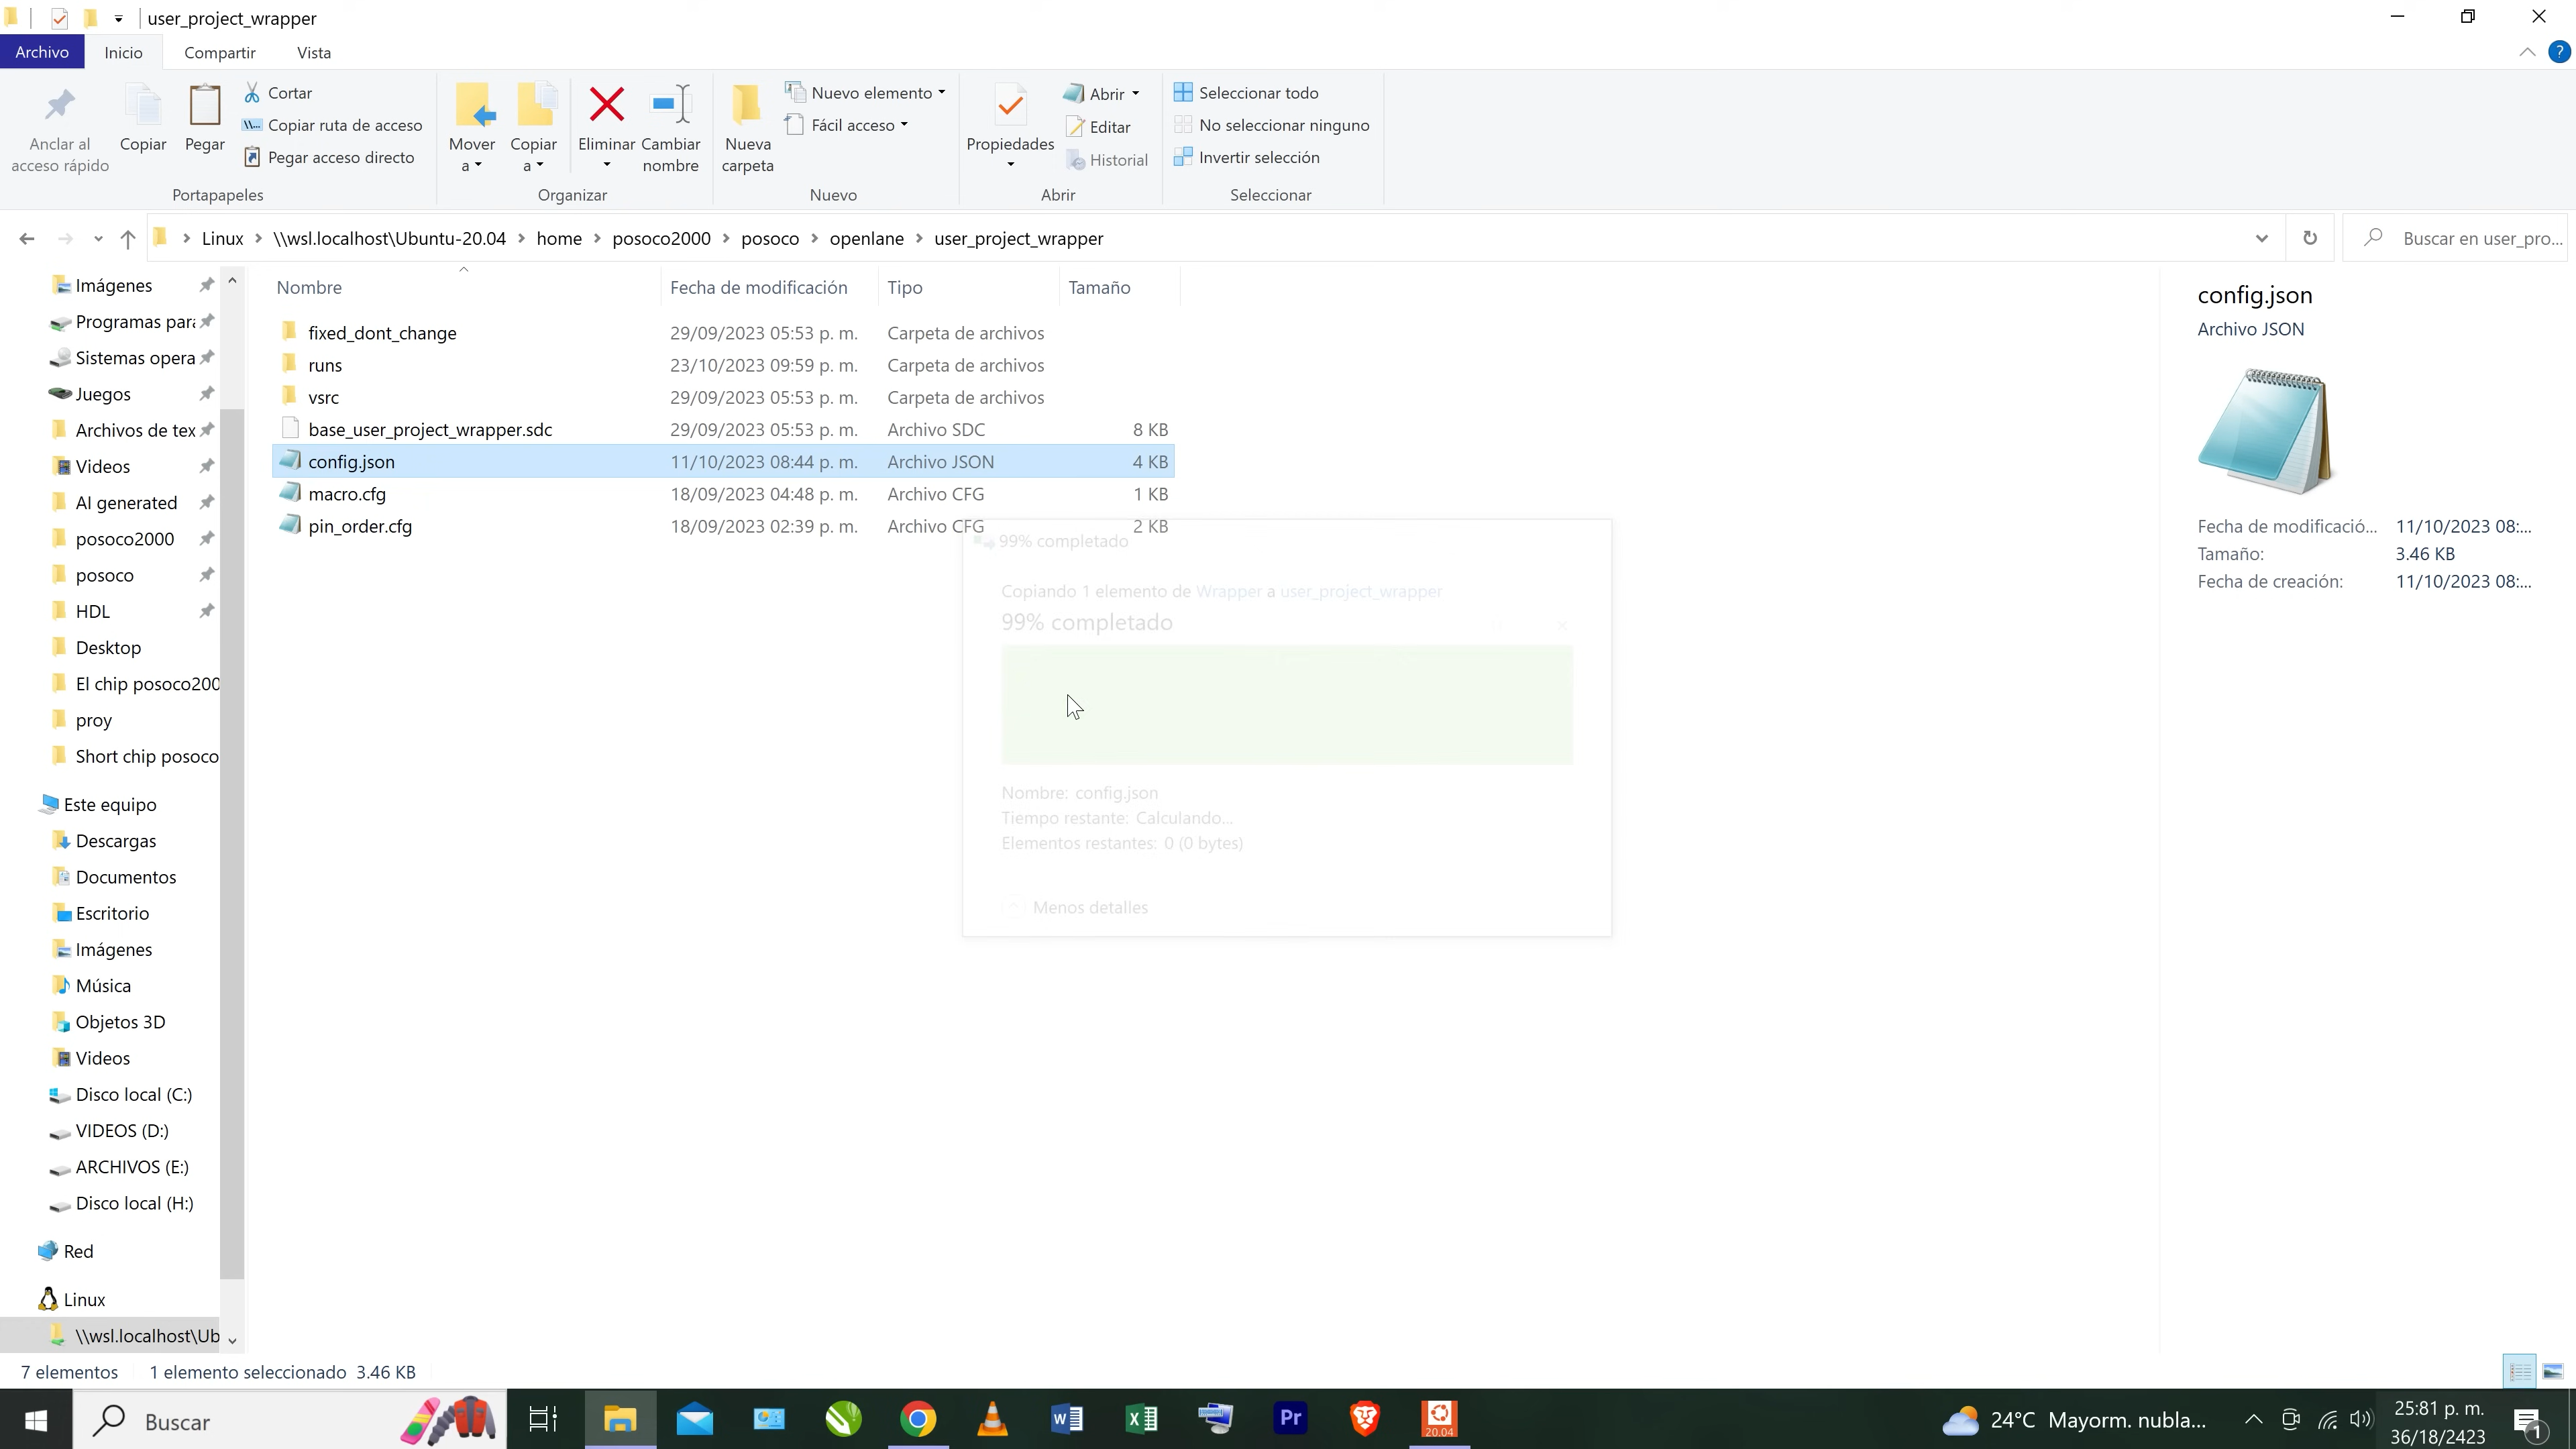 user_project_wrapper
Archivo
Inicio
Compartir
Vista
?
Anclar al
acceso rápido
Copiar
Pegar
Cortar
Copiar ruta de acceso
Pegar acceso directo
Portapapeles
Mover
a
Copiar
a
Eliminar
Cambiar
nombre
Organizar
Nueva
carpeta
Nuevo elemento
Fácil acceso
Nuevo
Propiedades
Abrir
Editar
Historial
Abrir
Seleccionar todo
No seleccionar ninguno
Invertir selección
Seleccionar
Linux > \\wsl.localhost\Ubuntu-20.04 > home > posoco2000 > posoco > openlane > user_project_wrapper
Buscar en user_pro...
Imágenes
Programas para
Sistemas opera
Juegos
Archivos de tex
Videos
AI generated
posoco2000
posoco
HDL
Desktop
El chip posoco200
proy
Short chip posoco
Este equipo
Descargas
Documentos
Escritorio
Imágenes
Música
Objetos 3D
Videos
Disco local (C:)
VIDEOS (D:)
ARCHIVOS (E:)
Disco local (H:)
Red
Linux
\\wsl.localhost\Ub
Nombre Fecha de modificación Tipo Tamaño
fixed_dont_change 29/09/2023 05:53 p. m. Carpeta de archivos
runs 23/10/2023 09:59 p. m. Carpeta de archivos
vsrc 29/09/2023 05:53 p. m. Carpeta de archivos
base_user_project_wrapper.sdc 29/09/2023 05:53 p. m. Archivo SDC 8 KB
config.json 11/10/2023 08:44 p. m. Archivo JSON 4 KB
macro.cfg 18/09/2023 04:48 p. m. Archivo CFG 1 KB
pin_order.cfg 18/09/2023 02:39 p. m. Archivo CFG 2 KB
99% completado
Copiando 1 elemento de Wrapper a user_project_wrapper
99% completado
Nombre: config.json
Tiempo restante: Calculando...
Elementos restantes: 0 (0 bytes)
Menos detalles
config.json
Archivo JSON
Fecha de modificació... 11/10/2023 08:...
Tamaño: 3.46 KB
Fecha de creación: 11/10/2023 08:...
7 elementos 1 elemento seleccionado 3.46 KB
Buscar
Pr
20.04
24°C Mayorm. nubla...
25:81 p. m.
36/18/2423
1